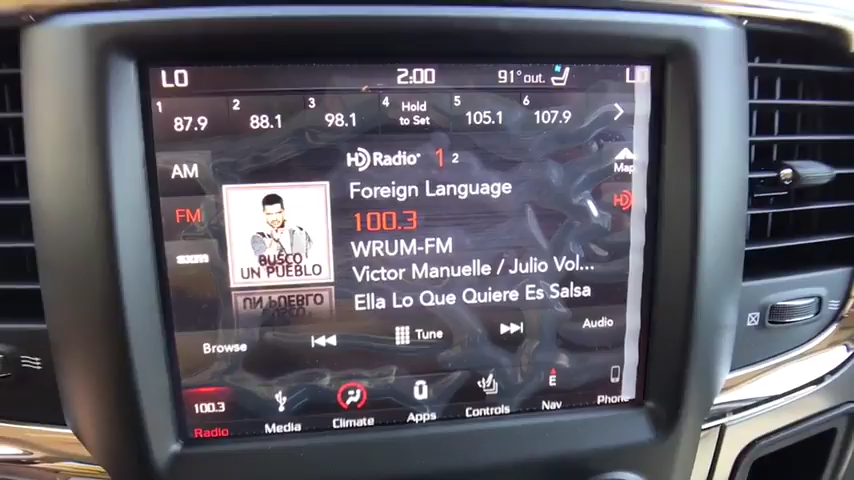 LO 2:00 91° out. LO
1 87.9 2 88.1 3 98.1 4 Hold to Set 5 105.1 6 107.9
HD Radio 1 2
AM
Map
Foreign Language
FM
100.3
HD
WRUM-FM
Victor Manuelle / Julio Vol...
BUSCO
UN PUEBLO
Ella Lo Que Quiere Es Salsa
Browse Tune Audio
100.3 E
Radio Media Climate Apps Controls Nav Phone